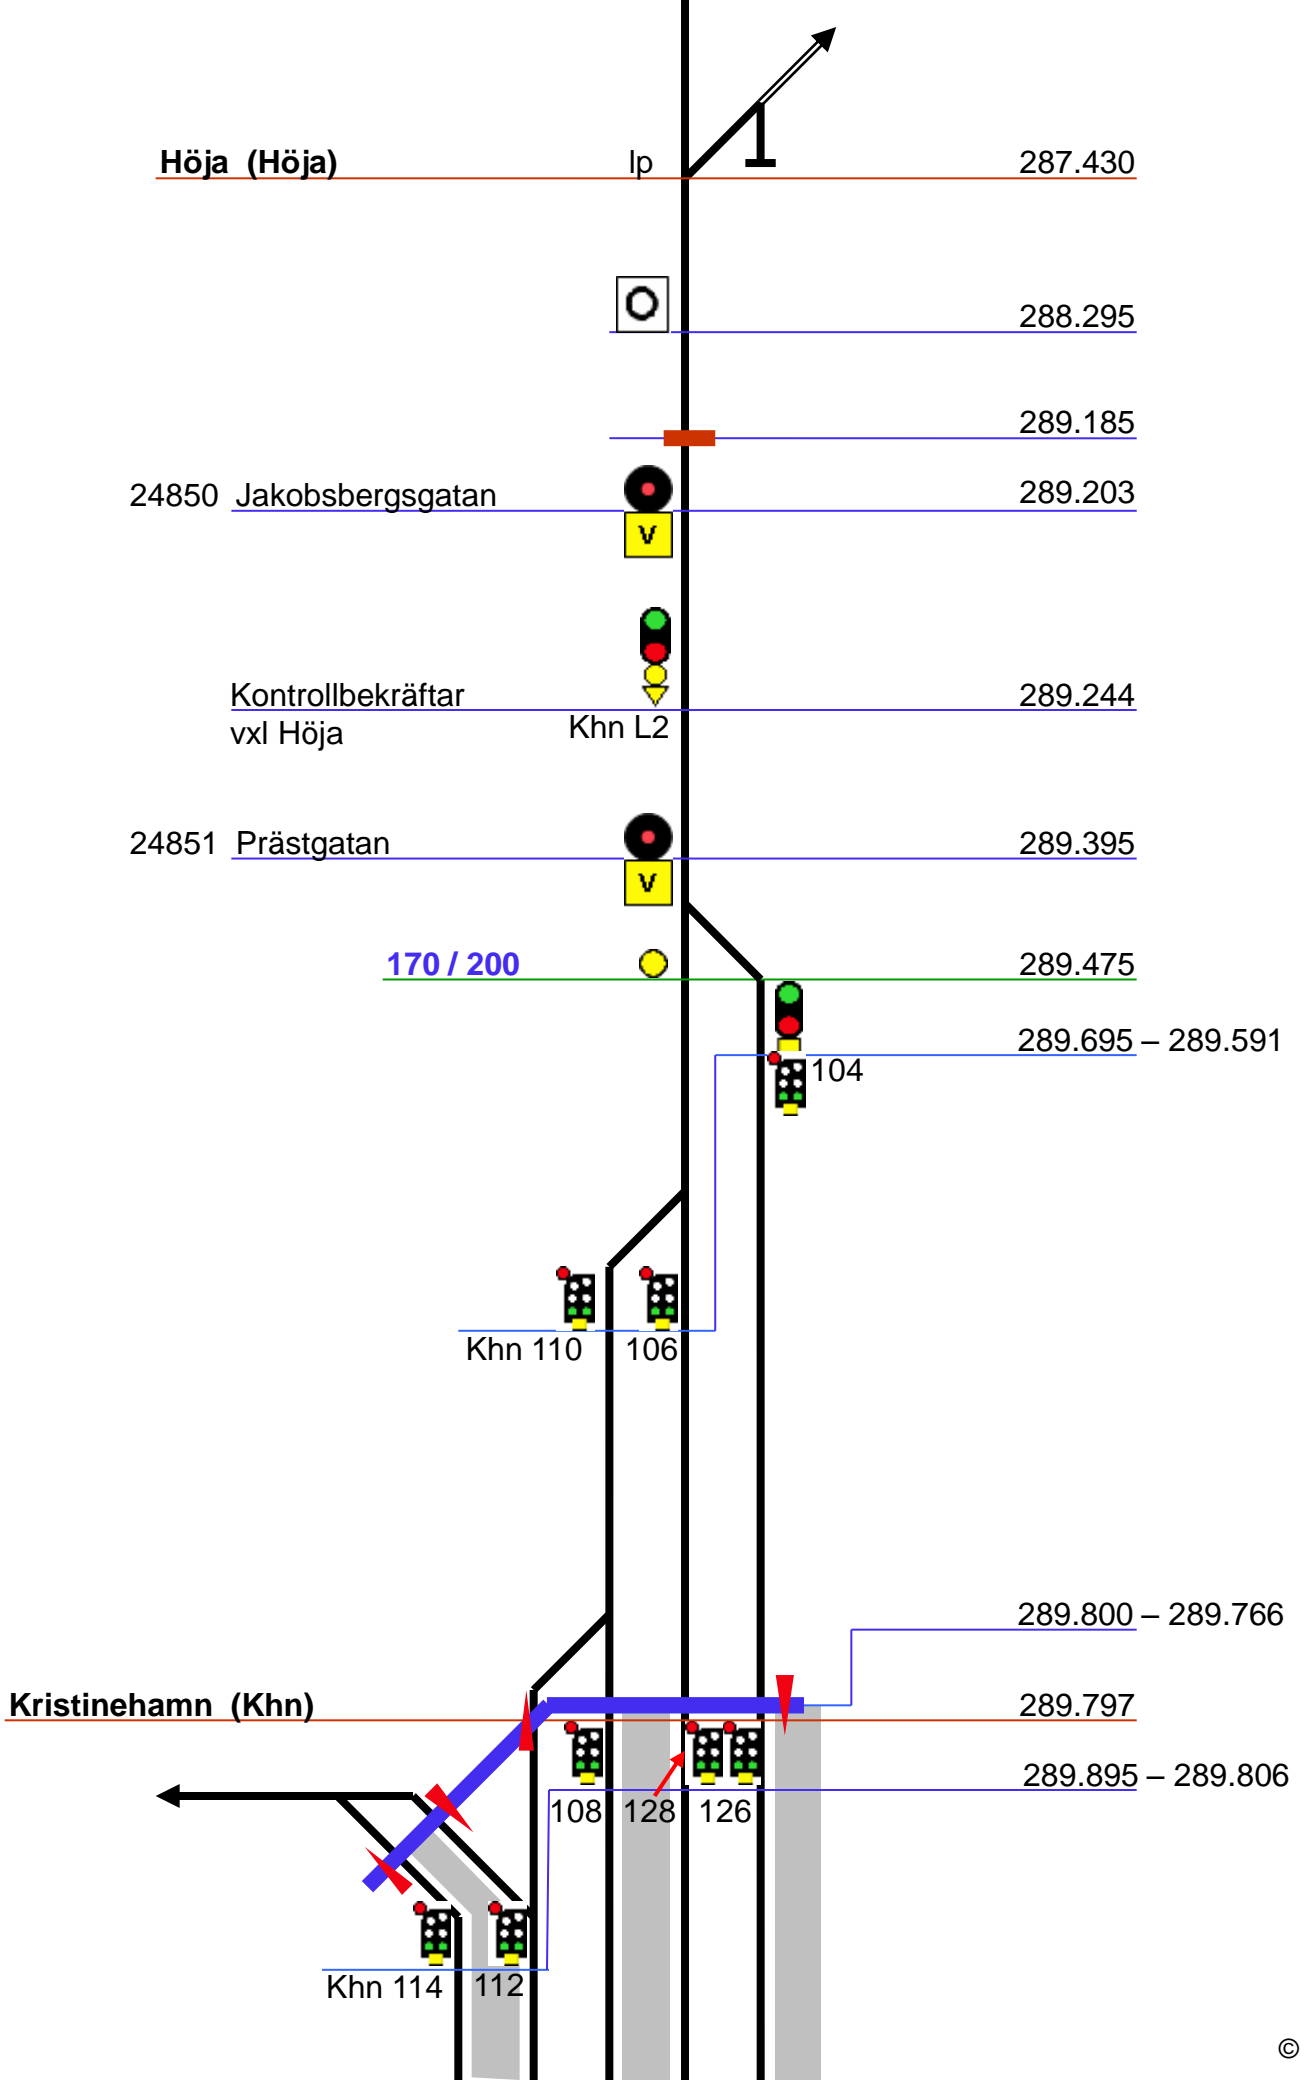 Höja (Höja) lp 287.430
288.295
289.185
24850 Jakobsbergsgatan 289.203
V
Kontrollbekräftar 289.244
vxl Höja Khn L2
24851 Prästgatan 289.395
V
170 / 200 289.475
289.695 – 289.591
104
Khn 110 106
289.800 – 289.766
Kristinehamn (Khn) 289.797
289.895 – 289.806
108 128 126
Khn 114 112
©